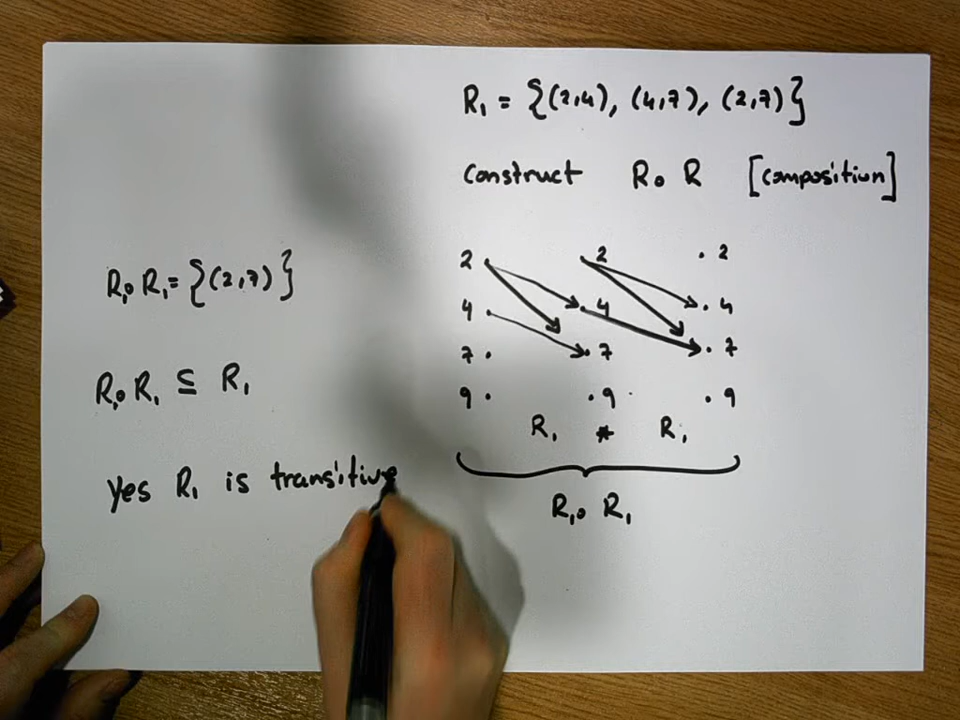 R₁ = {(2,4), (4,7), (2,7)}
construct R∘R [composition]
R₁∘R₁ = {(2,7)}
R₁∘R₁ ⊆ R₁
yes R₁ is transitive
2 2 2
4 4 4
7 7 7
9 9 9
R₁ * R₁
R₁∘R₁